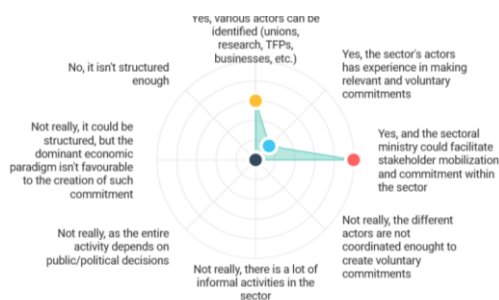 Yes, various actors can be
identified (unions,
research, TFPs,
businesses, etc.)
Yes, the sector's actors
has experience in making
relevant and voluntary
commitments
Yes, and the sectoral
ministry could facilitate
stakeholder mobilization
and commitment within
the sector
Not really, the different
actors are not
coordinated enought to
create voluntary
commitments
Not really, there is a lot of
informal activities in the
sector
Not really, as the entire
activity depends on
public/political decisions
Not really, it could be
structured, but the
dominant economic
paradigm isn't favourable
to the creation of such
commitment
No, it isn't structured
enough